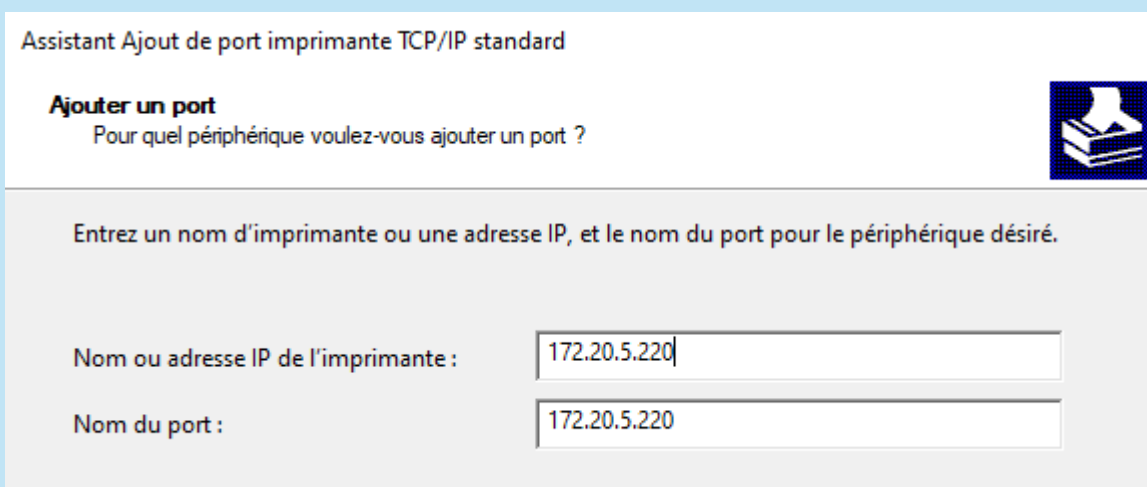 Assistant Ajout de port imprimante TCP/IP standard
Ajouter un port
Pour quel périphérique voulez-vous ajouter un port ?
Entrez un nom d'imprimante ou une adresse IP, et le nom du port pour le périphérique désiré.
Nom ou adresse IP de l'imprimante : 172.20.5.220
Nom du port : 172.20.5.220